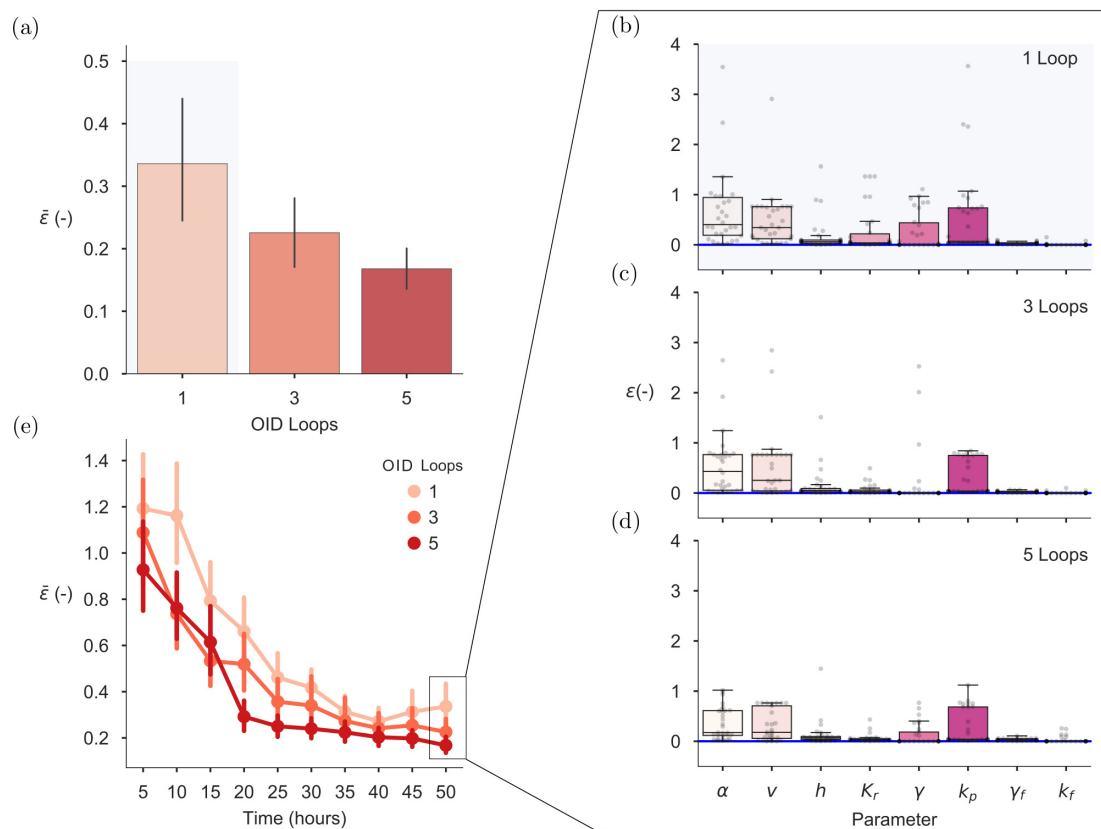 (a)
0.5
0.4
0.3
ε̄ (-)
0.2
0.1
0.0
1 3 5
OID Loops
(b)
1 Loop
4
3
2
1
0
(c)
3 Loops
4
3
2
1
0
ε(-)
(d)
5 Loops
4
3
2
1
0
α ν h Kr γ kp γf kf
Parameter
(e)
1.4
1.2
1.0
0.8
0.6
0.4
0.2
ε̄ (-)
OID Loops
1
3
5
5 10 15 20 25 30 35 40 45 50
Time (hours)